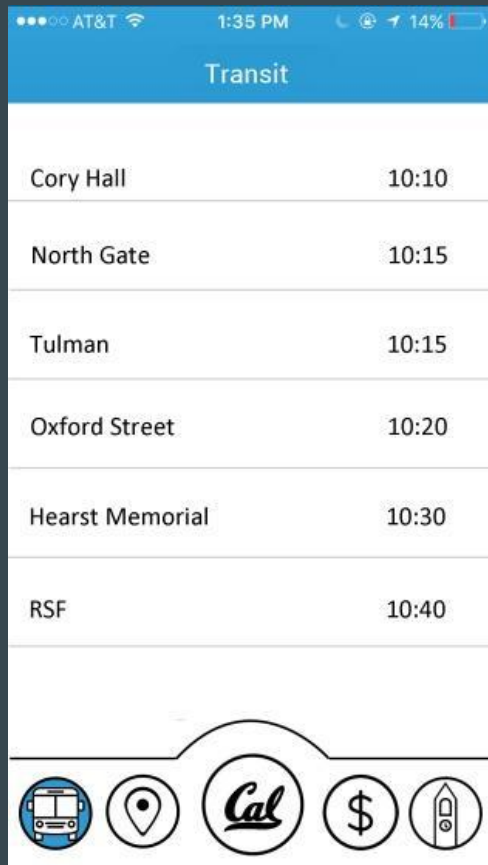 AT&T 1:35 PM 14%
Transit
Cory Hall 10:10
North Gate 10:15
Tulman 10:15
Oxford Street 10:20
Hearst Memorial 10:30
RSF 10:40
Cal $